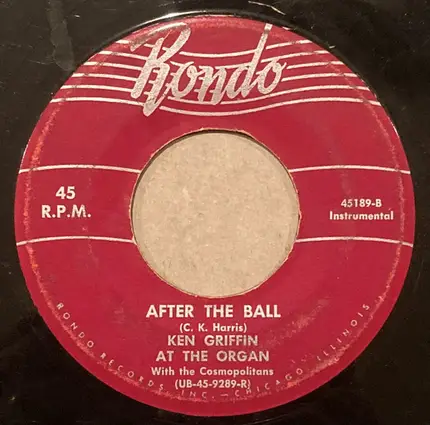 Rondo
45
R.P.M.
45189-B
Instrumental
AFTER THE BALL
(C. K. Harris)
KEN GRIFFIN
AT THE ORGAN
With the Cosmopolitans
(UB-45-9289-R)
RONDO RECORDS INC.—CHICAGO, ILLINOIS